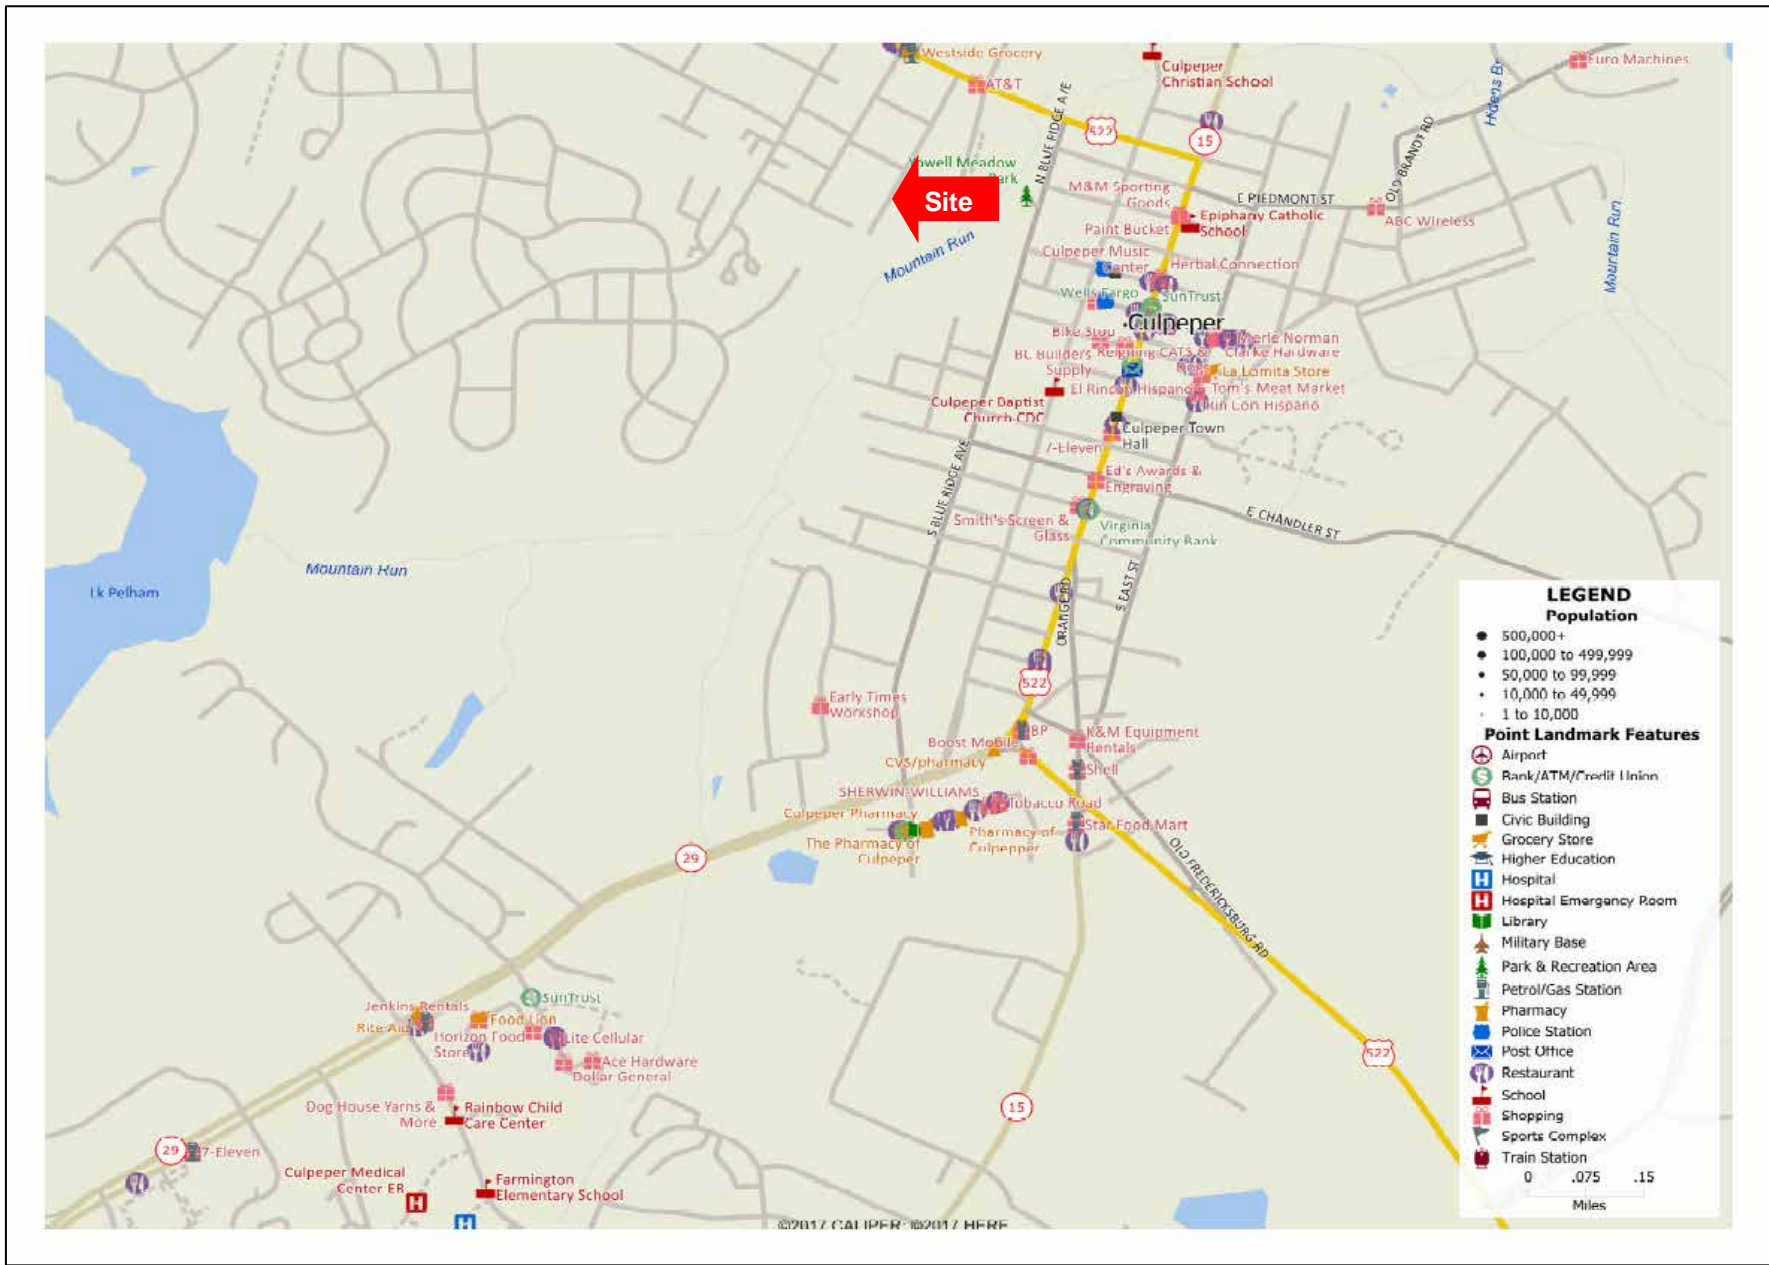 Westside Grocery
AT&T
Culpeper
Christian School
Euro Machines
N BLUE RIDGE AVE
522
15
OLD BRANDT RD
Yowell Meadow
Park
Site
M&M Sporting
Goods
E PIEDMONT ST
ABC Wireless
Epiphany Catholic
School
Paint Bucket
Mountain Run
Mountain Run
Culpeper Music
Center
Herbal Connection
Wells Fargo
SunTrust
Culpeper
Bike Stop
Merle Norman
BC Builders
Supply
Reigning CATS &
Clarke Hardware
La Lomita Store
El Rincon Hispano
Tom's Meat Market
Hispano
Culpeper Baptist
Church CDC
Culpeper Town
Hall
7-Eleven
S BLUE RIDGE AVE
Ed's Awards &
Engraving
Smith's Screen &
Glass
Virginia
Community Bank
E CHANDLER ST
Mountain Run
Lk Pelham
ORANGE RD
S EAST ST
522
Early Times
Workshop
BP
K&M Equipment
Rentals
Boost Mobile
CVS/pharmacy
Shell
SHERWIN-WILLIAMS
Tobacco Road
Culpeper Pharmacy
The Pharmacy of
Culpeper
Pharmacy of
Culpepper
Star Food Mart
29
OLD FREDERICKSBURG RD
SunTrust
Jenkins Rentals
Rite Aid
Food Lion
Horizon Food
Store
Lite Cellular
Ace Hardware
Dollar General
522
15
Dog House Yarns &
More
Rainbow Child
Care Center
29
7-Eleven
Culpeper Medical
Center ER
Farmington
Elementary School
©2017 CALIPER; ©2017 HERE
LEGEND
Population
500,000+
100,000 to 499,999
50,000 to 99,999
10,000 to 49,999
1 to 10,000
Point Landmark Features
Airport
Bank/ATM/Credit Union
Bus Station
Civic Building
Grocery Store
Higher Education
Hospital
Hospital Emergency Room
Library
Military Base
Park & Recreation Area
Petrol/Gas Station
Pharmacy
Police Station
Post Office
Restaurant
School
Shopping
Sports Complex
Train Station
0 .075 .15
Miles